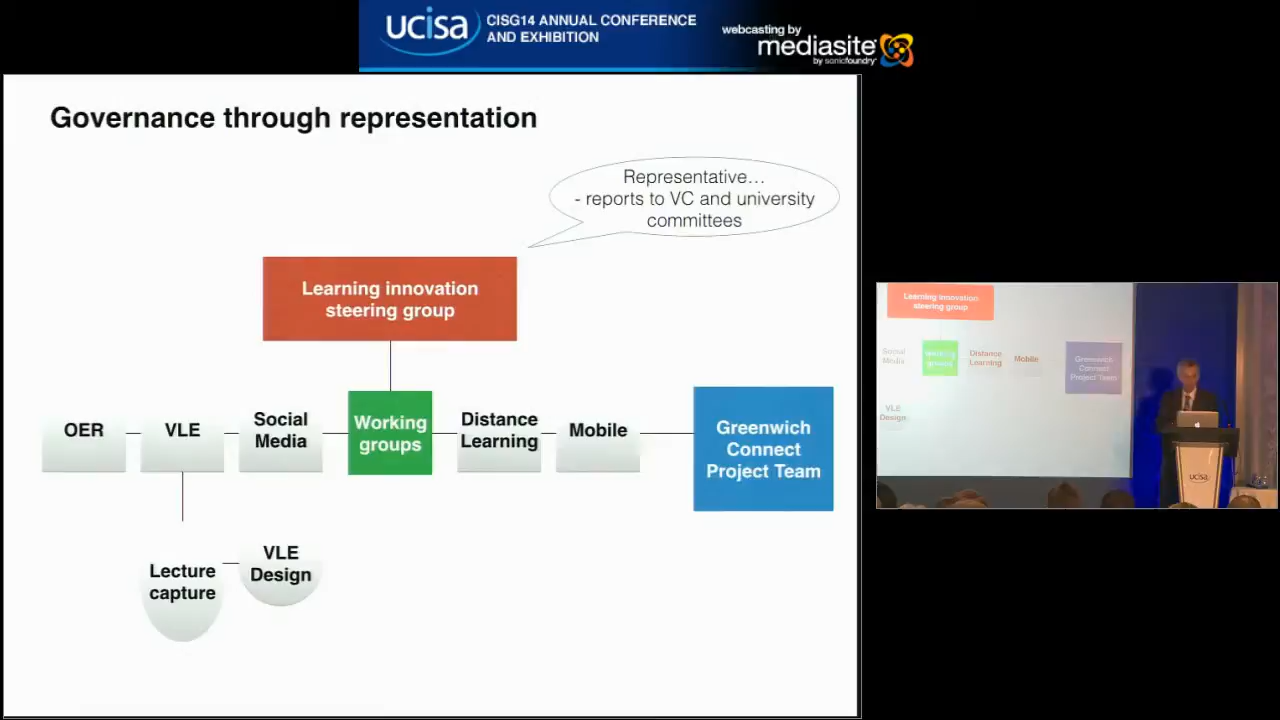 ucisa
CISG14 ANNUAL CONFERENCE
AND EXHIBITION
webcasting by
mediasite
by sonicfoundry
Governance through representation
Representative…
- reports to VC and university
committees
Learning innovation
steering group
OER
VLE
Social
Media
Working
groups
Distance
Learning
Mobile
Greenwich
Connect
Project Team
Lecture
capture
VLE
Design
Learning innovation
steering group
Social
Media
Working
groups
Distance
Learning
Mobile
Greenwich
Connect
Project Team
VLE
Design
ucisa